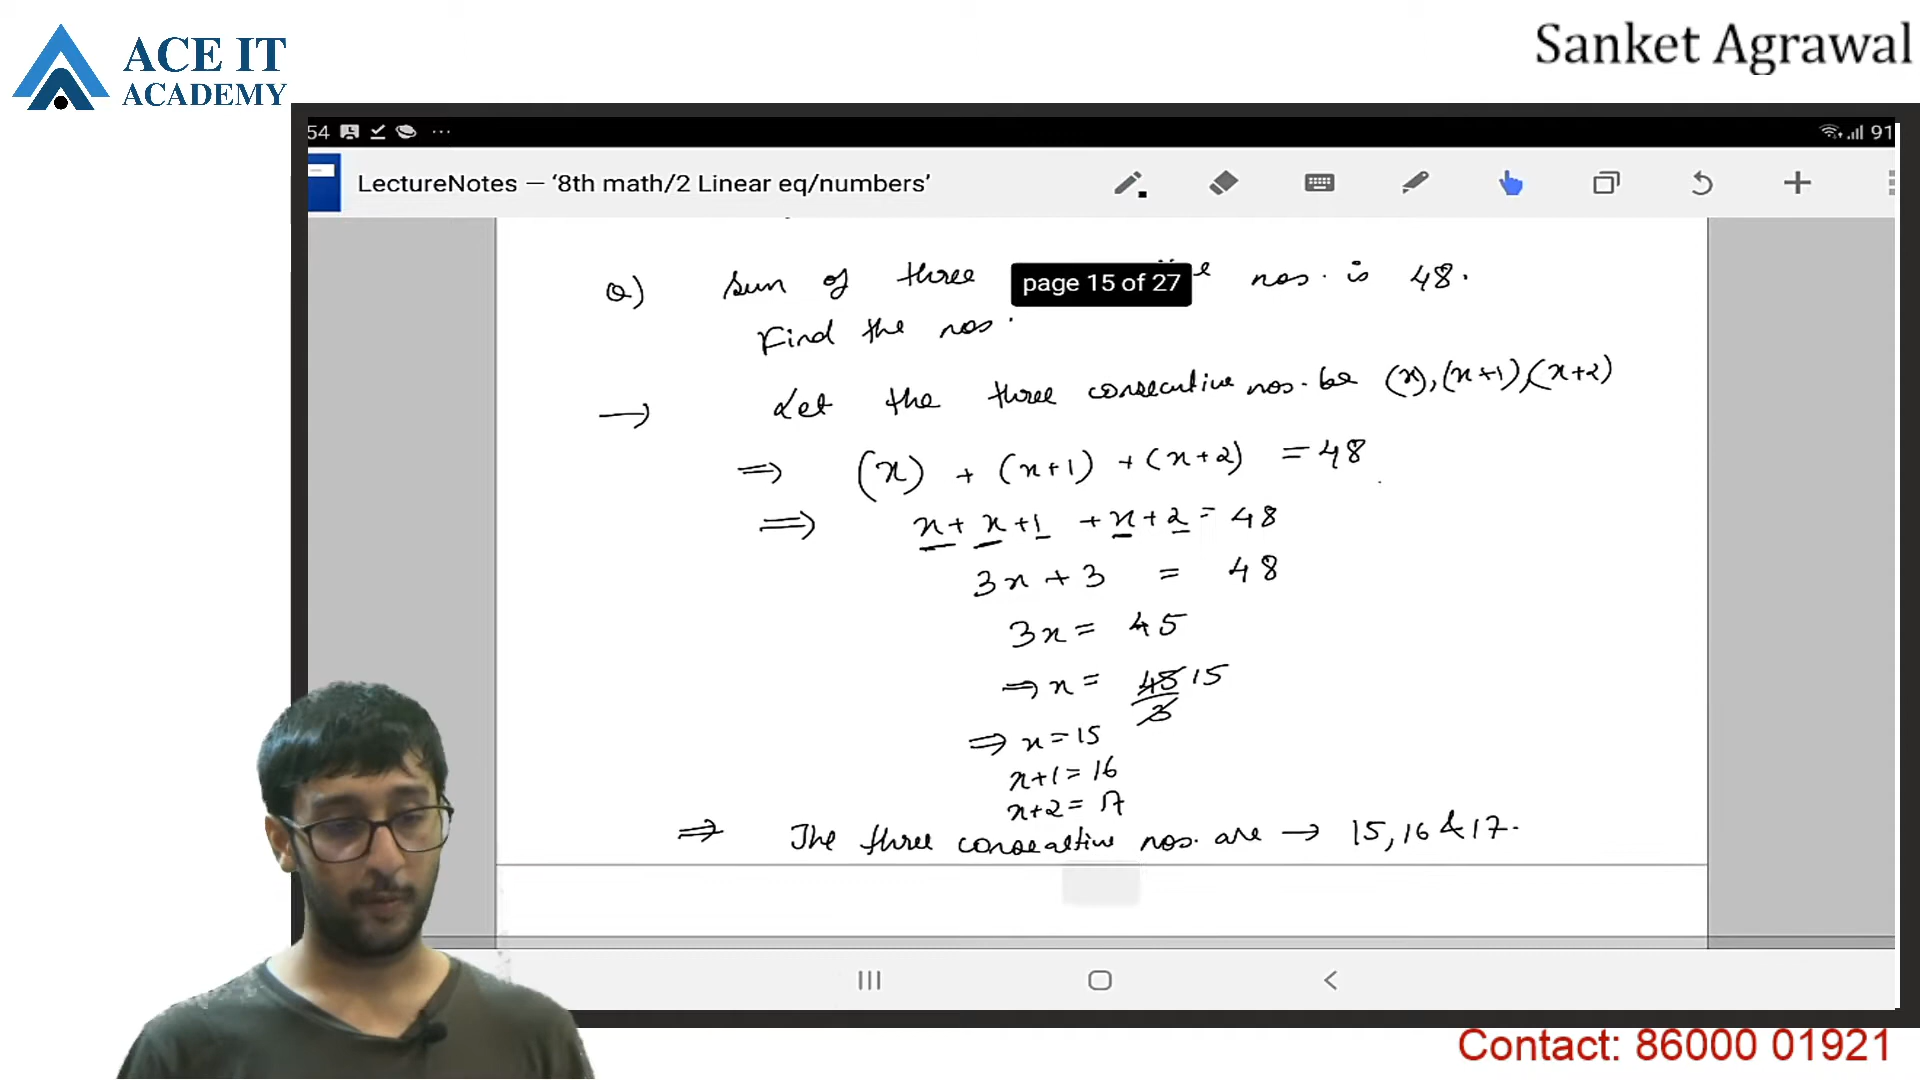 ACE IT
ACADEMY
Sanket Agrawal
54 ... 91
LectureNotes — ‘8th math/2 Linear eq/numbers’
Q) Sum of three nos. is 48.
page 15 of 27
Find the nos.
→ Let the three consecutive nos. be (x), (x+1), (x+2)
⇒ (x) + (x+1) + (x+2) = 48
⇒ x + x + 1 + x + 2 = 48
3x + 3 = 48
3x = 45
⇒ x = 45/3 15
⇒ x = 15
x+1 = 16
x+2 = 17
⇒ The three consecutive nos. are → 15, 16 & 17.
Contact: 86000 01921